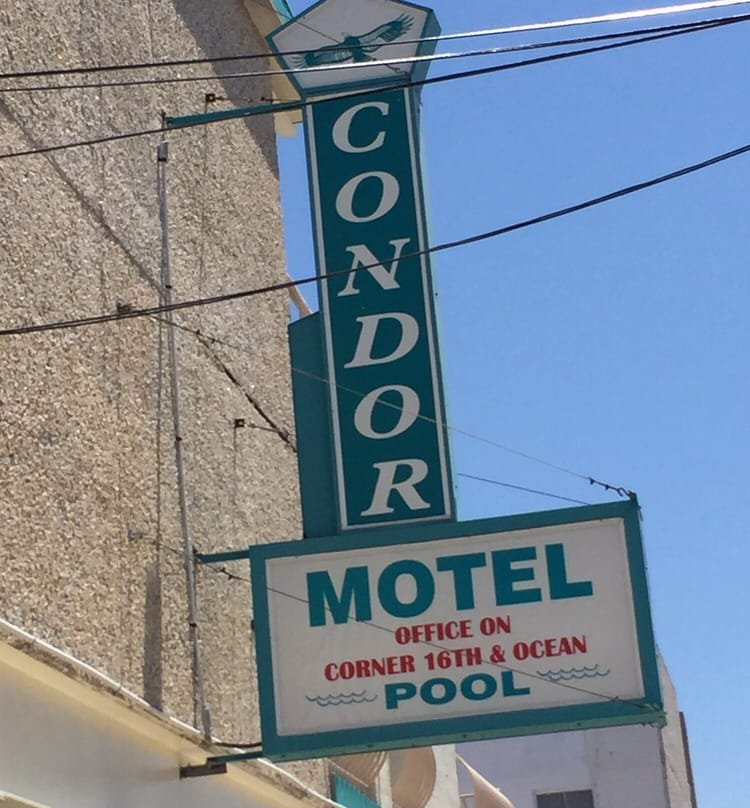 CONDOR
MOTEL
OFFICE ON
CORNER 16TH & OCEAN
POOL